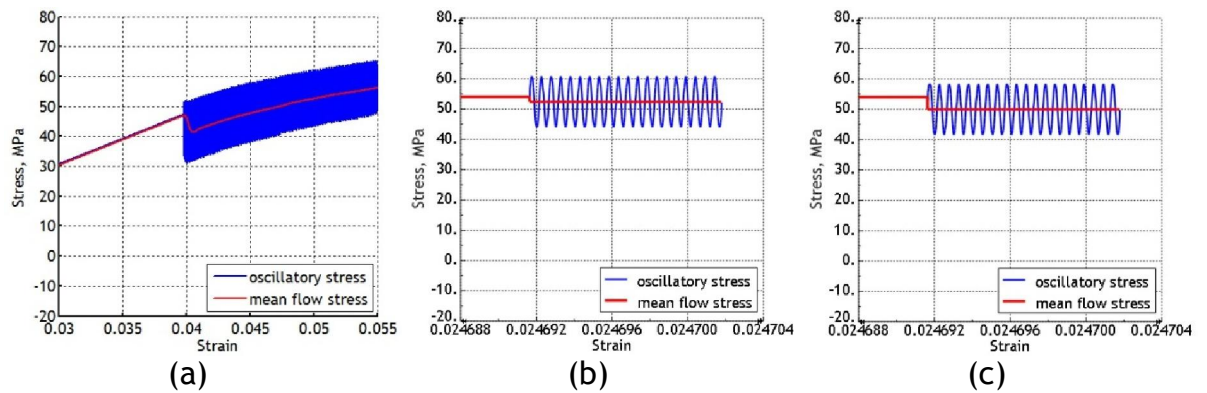 80
70
60
50
40
30
20
10
0
-10
-20
Stress, MPa
oscillatory stress
mean flow stress
0.03 0.035 0.04 0.045 0.05 0.055
Strain
(a)
80.
70.
60.
50.
40.
30.
20.
10.
0.
-10.
-20.
Stress, MPa
oscillatory stress
mean flow stress
0.024688 0.024692 0.024696 0.024700 0.024704
Strain
(b)
80.
70.
60.
50.
40.
30.
20.
10.
0.
-10.
-20.
Stress, MPa
oscillatory stress
mean flow stress
0.024688 0.024692 0.024696 0.024700 0.024704
Strain
(c)